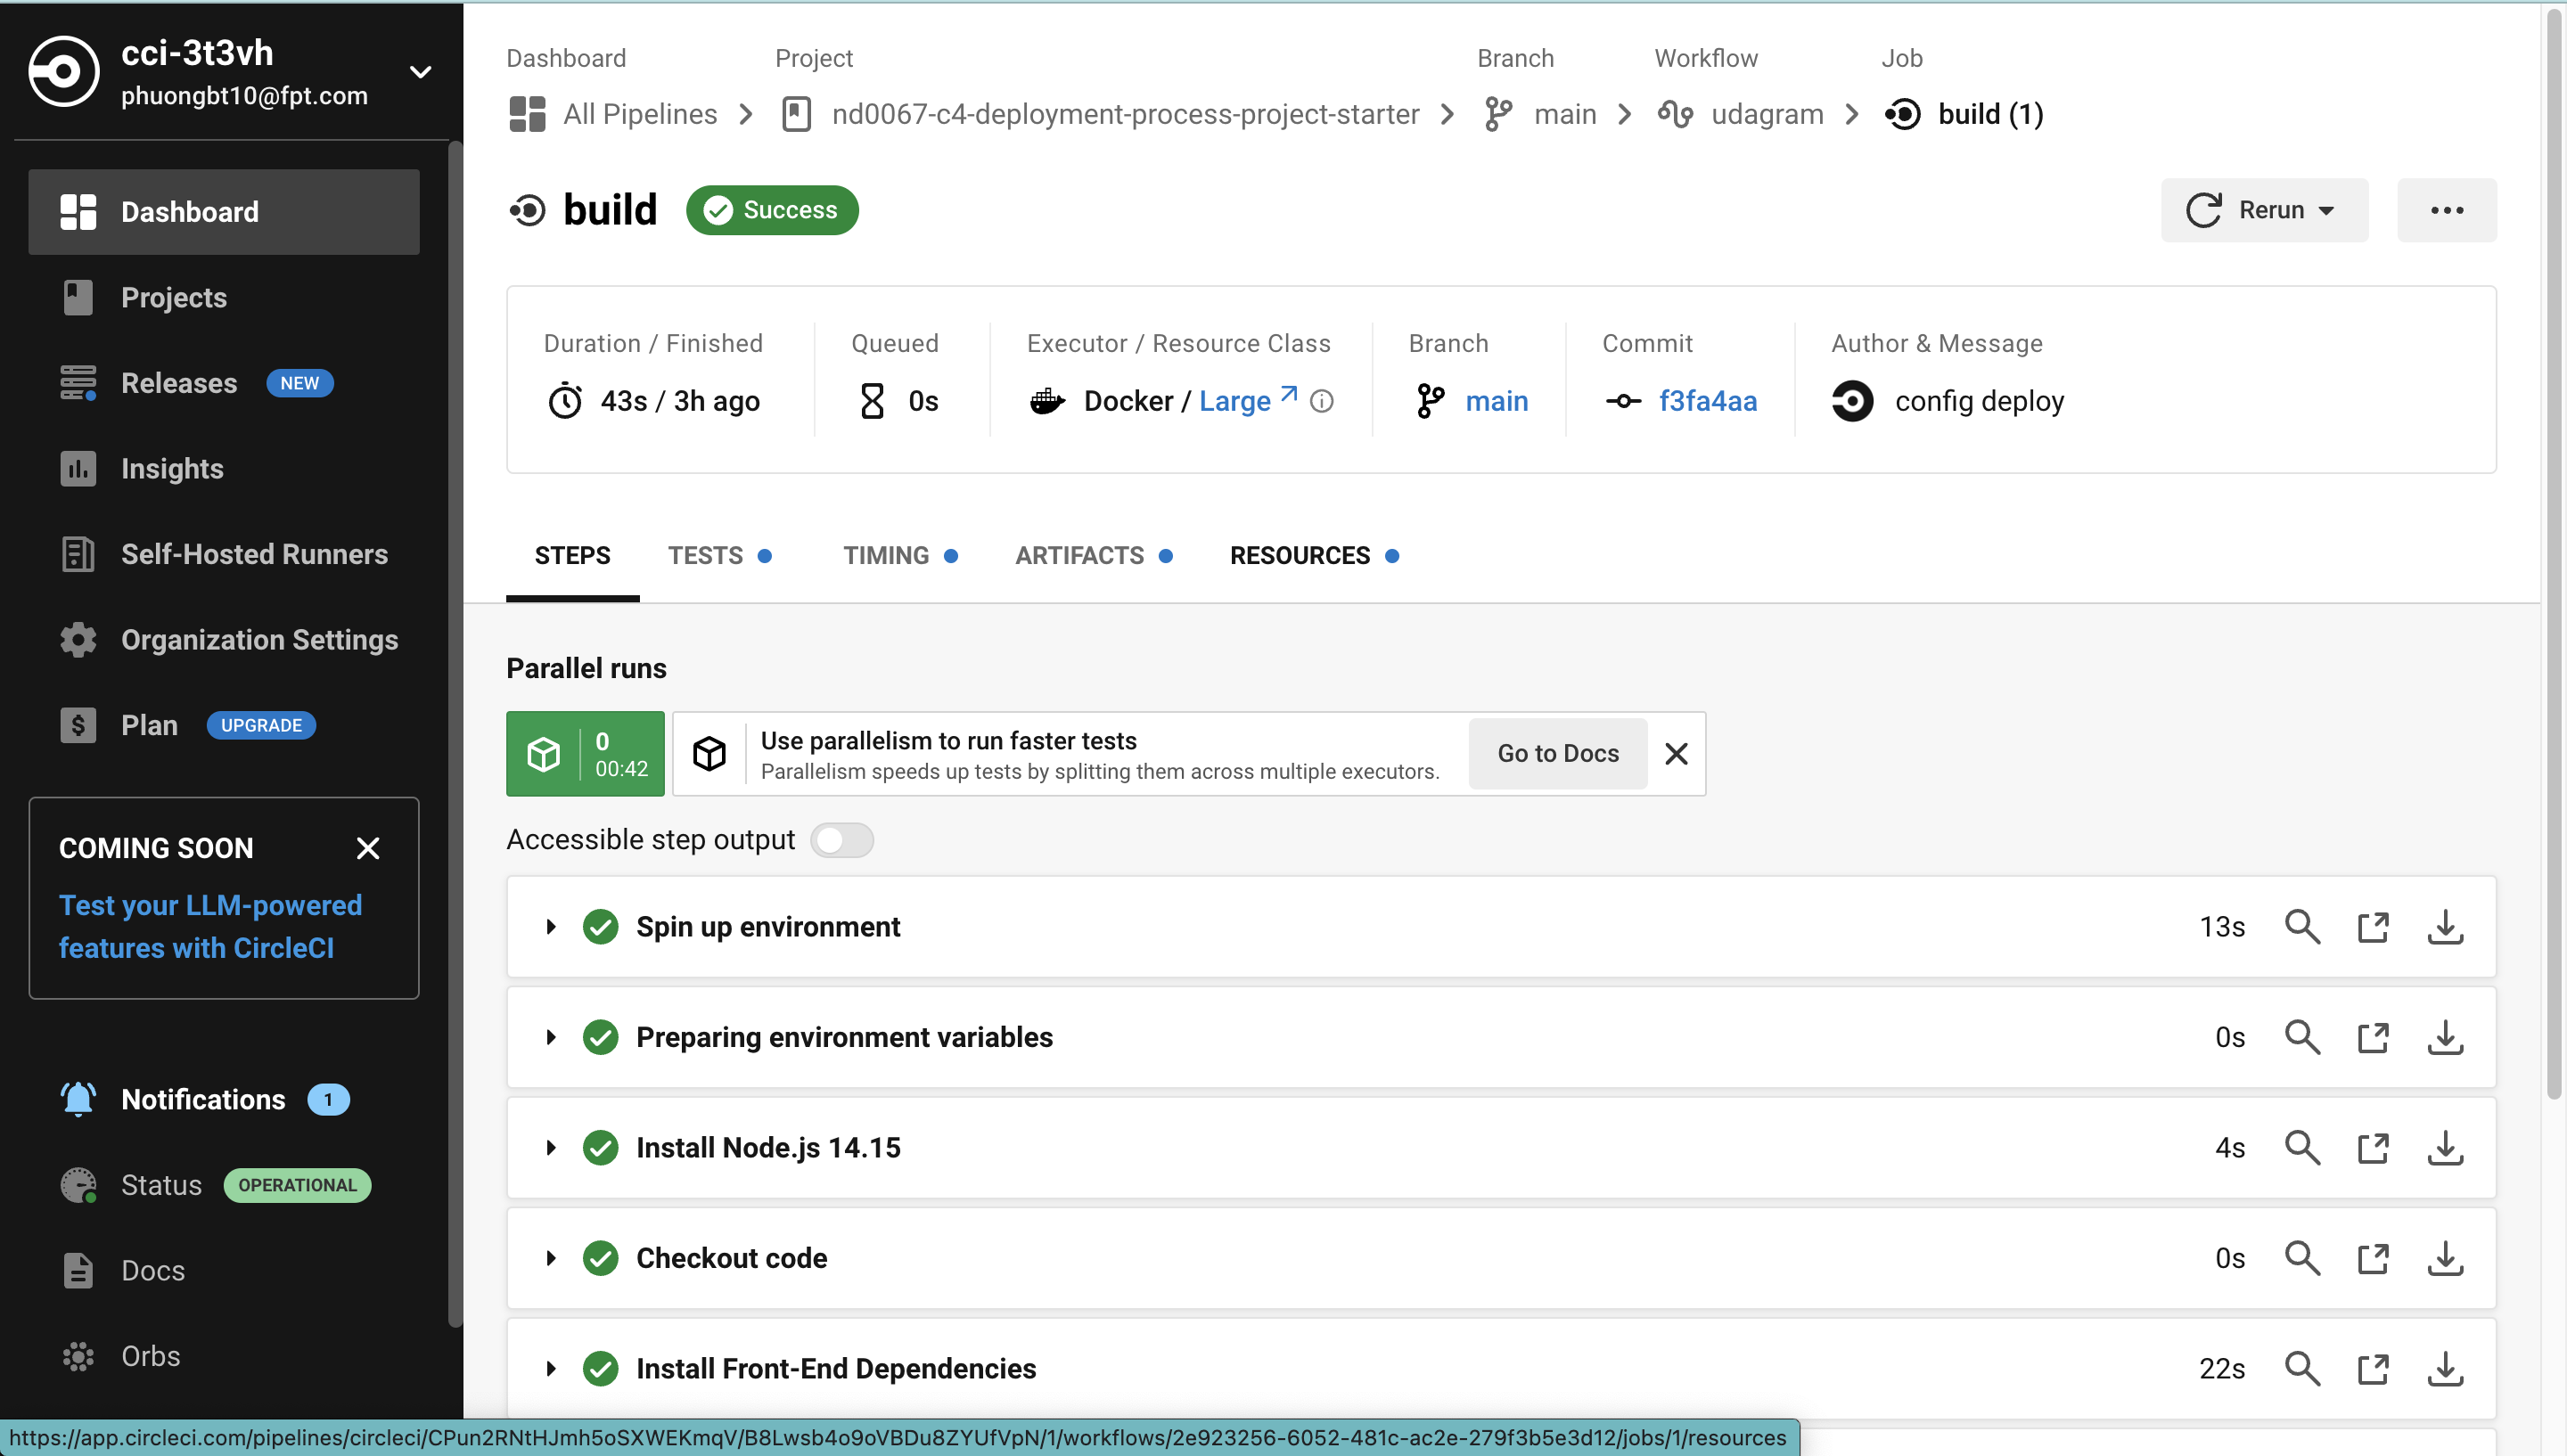 cci-3t3vh
phuongbt10@fpt.com
Dashboard
Projects
Releases NEW
Insights
Self-Hosted Runners
Organization Settings
Plan UPGRADE
COMING SOON
Test your LLM-powered
features with CircleCI
Notifications 1
Status OPERATIONAL
Docs
Orbs
Dashboard Project Branch Workflow Job
All Pipelines nd0067-c4-deployment-process-project-starter main udagram build (1)
build Success Rerun
Duration / Finished Queued Executor / Resource Class Branch Commit Author & Message
43s / 3h ago 0s Docker / Large main f3fa4aa config deploy
STEPS TESTS TIMING ARTIFACTS RESOURCES
Parallel runs
0
00:42
Use parallelism to run faster tests
Parallelism speeds up tests by splitting them across multiple executors.
Go to Docs
Accessible step output
Spin up environment 13s
Preparing environment variables 0s
Install Node.js 14.15 4s
Checkout code 0s
Install Front-End Dependencies 22s
https://app.circleci.com/pipelines/circleci/CPun2RNtHJmh5oSXWEKmqV/B8Lwsb4o9oVBDu8ZYUfVpN/1/workflows/2e923256-6052-481c-ac2e-279f3b5e3d12/jobs/1/resources